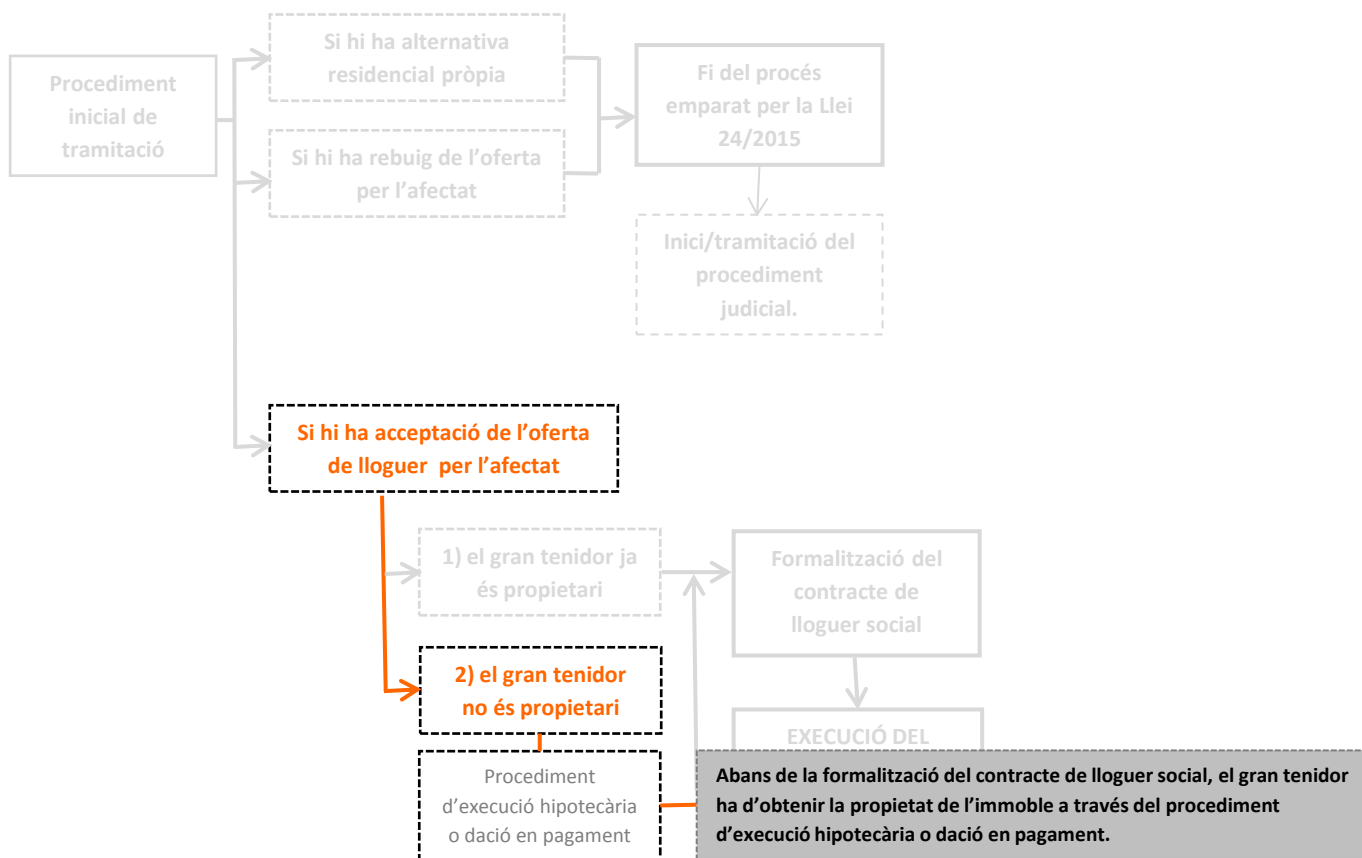 Procediment
inicial de
tramitació
Si hi ha alternativa
residencial pròpia
Si hi ha rebuig de l’oferta
per l’afectat
Fi del procés
emparat per la Llei
24/2015
Inici/tramitació del
procediment
judicial.
Si hi ha acceptació de l’oferta
de lloguer per l’afectat
1) el gran tenidor ja
és propietari
Formalització del
contracte de
lloguer social
2) el gran tenidor
no és propietari
EXECUCIÓ DEL
Procediment
d’execució hipotecària
o dació en pagament
Abans de la formalització del contracte de lloguer social, el gran tenidor
ha d’obtenir la propietat de l’immoble a través del procediment
d’execució hipotecària o dació en pagament.